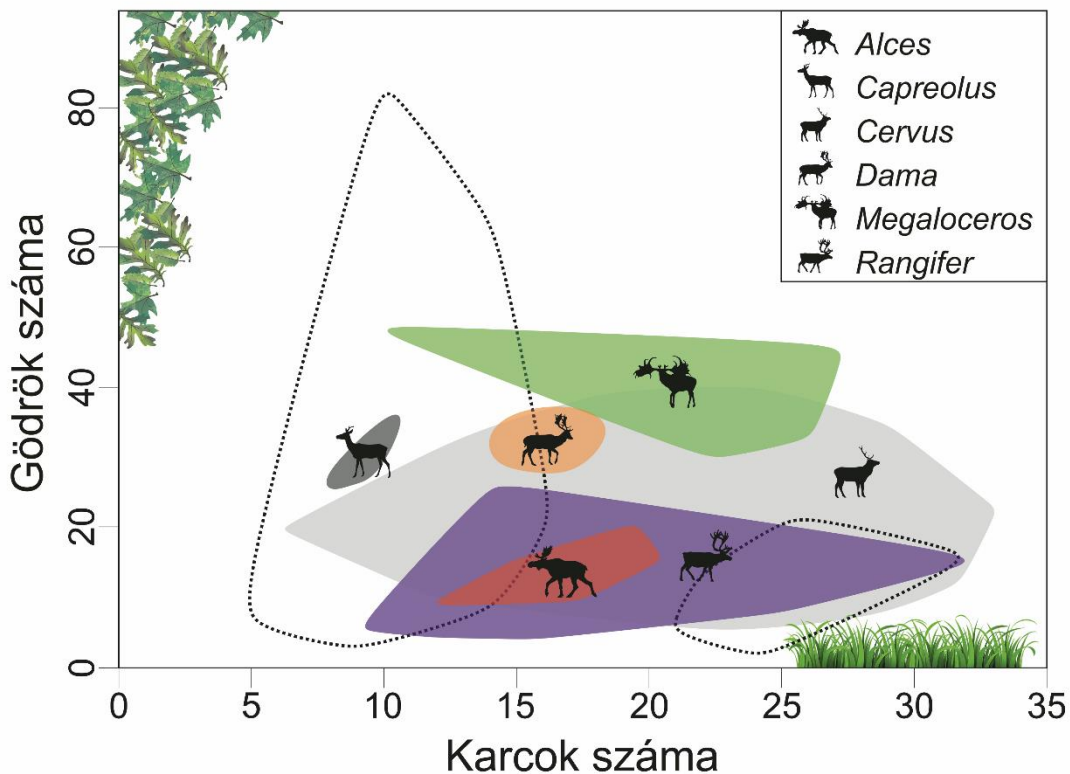 Alces
Capreolus
Cervus
Dama
Megaloceros
Rangifer
Gödrök száma
80
60
40
20
0
0 5 10 15 20 25 30 35
Karcok száma